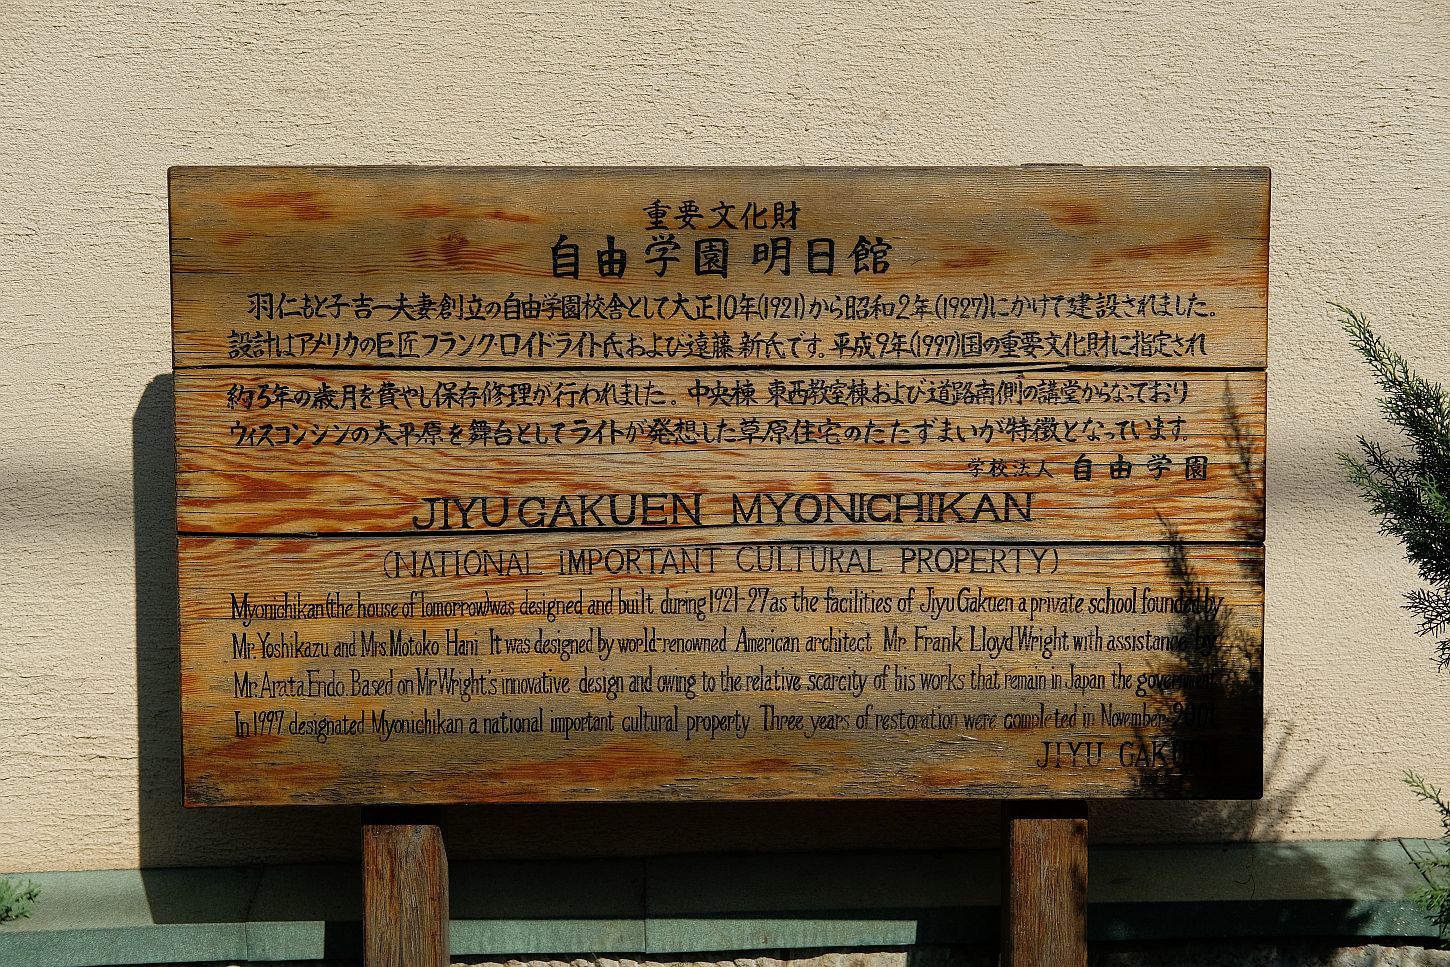 重要文化財
自由学園 明日館
羽仁もと子吉一夫妻創立の自由学園校舎として大正10年(1921)から昭和2年(1927)にかけて建設されました。
設計はアメリカの巨匠フランク・ロイド・ライト氏および遠藤新氏です。平成9年(1997)国の重要文化財に指定され
約5年の歳月を費やし保存修理が行われました。中央棟 東西教室棟および道路南側の講堂からなっており
ウィスコンシンの大平原を舞台としてライトが発想した草原住宅のたたずまいが特徴となっています。
学校法人 自由学園
JIYU GAKUEN MYONICHIKAN
(NATIONAL IMPORTANT CULTURAL PROPERTY)
Myonichikan (the house of Tomorrow) was designed and built during 1921-27 as the facilities of Jiyu Gakuen a private school founded by
Mr. Yoshikazu and Mrs Motoko Hani. It was designed by world-renowned American architect Mr. Frank Lloyd Wright with assistance by
Mr. Arata Endo. Based on Mr Wright's innovative design and owing to the relative scarcity of his works that remain in Japan the government
In 1997 designated Myonichikan a national important cultural property Three years of restoration were completed in November 2001
JIYU GAKUEN